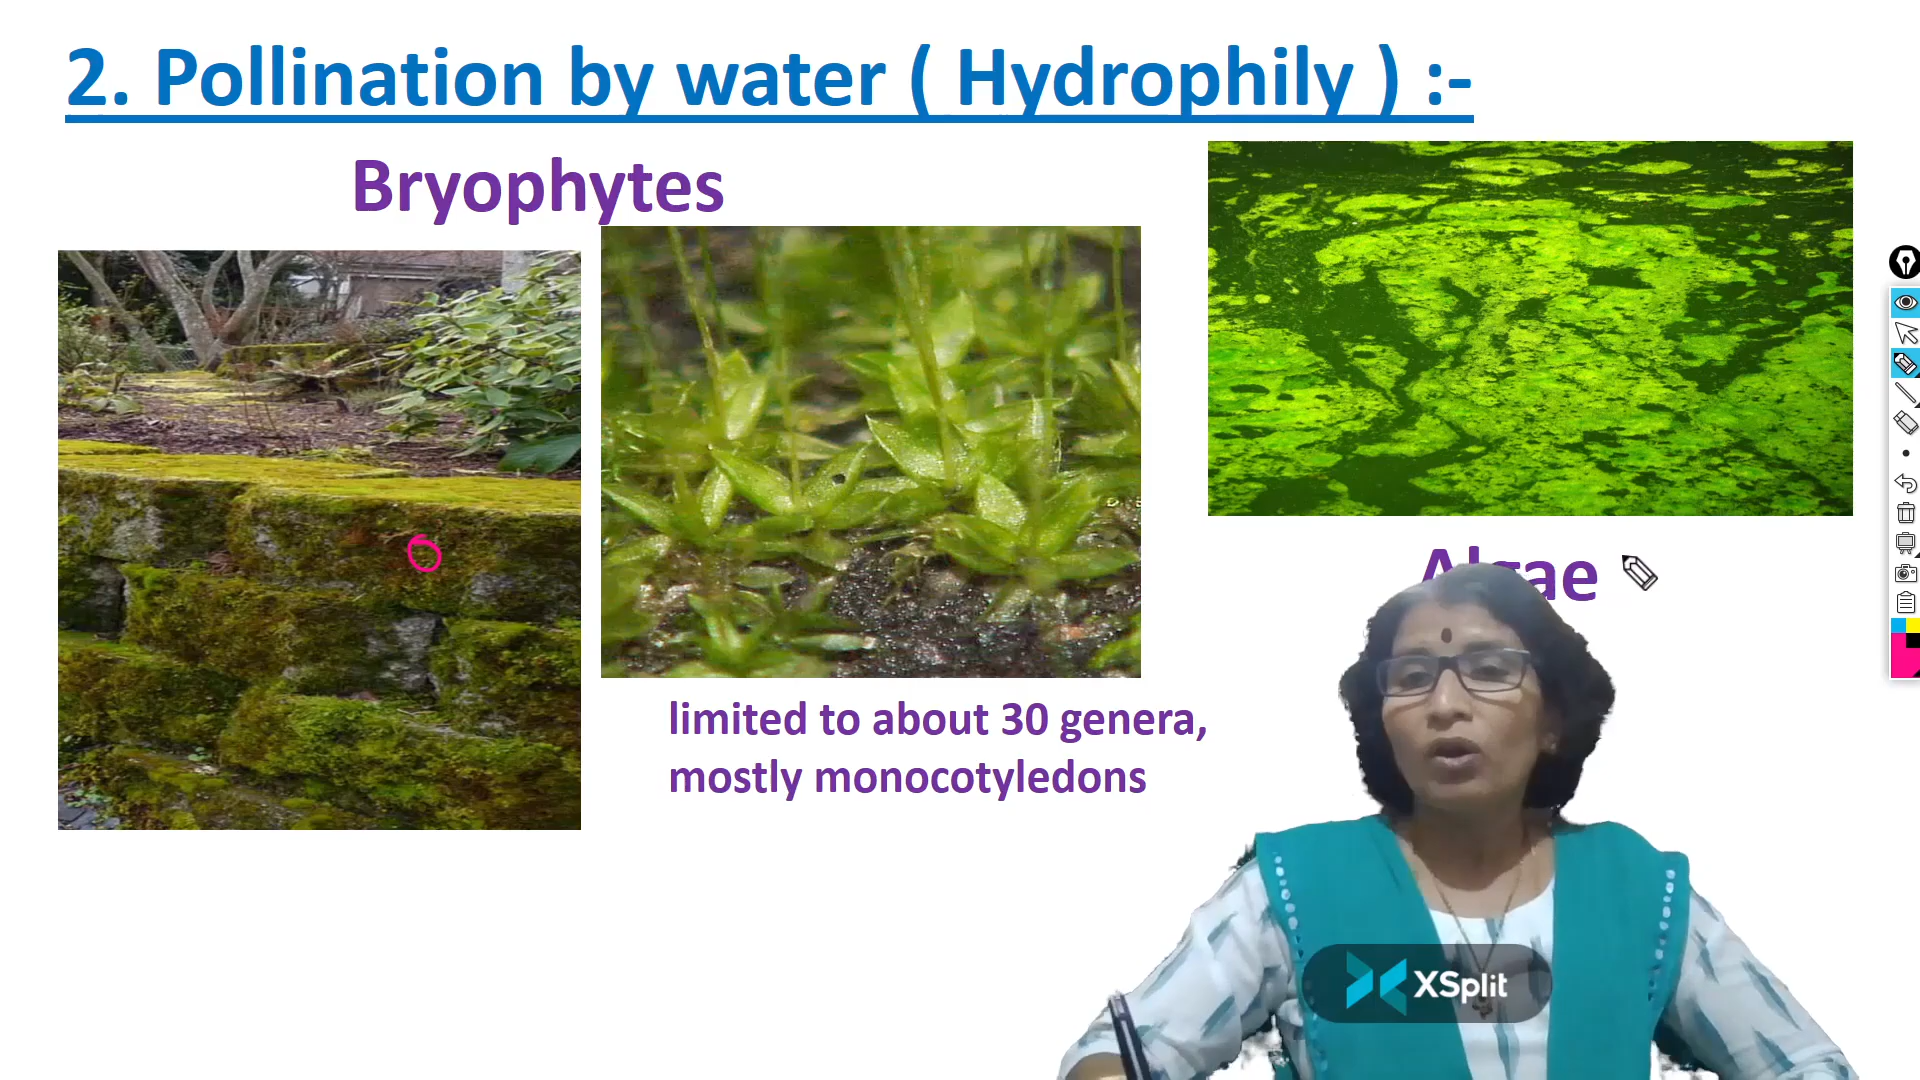 2. Pollination by water ( Hydrophily ) :-
Bryophytes
limited to about 30 genera,
mostly monocotyledons
XSplit